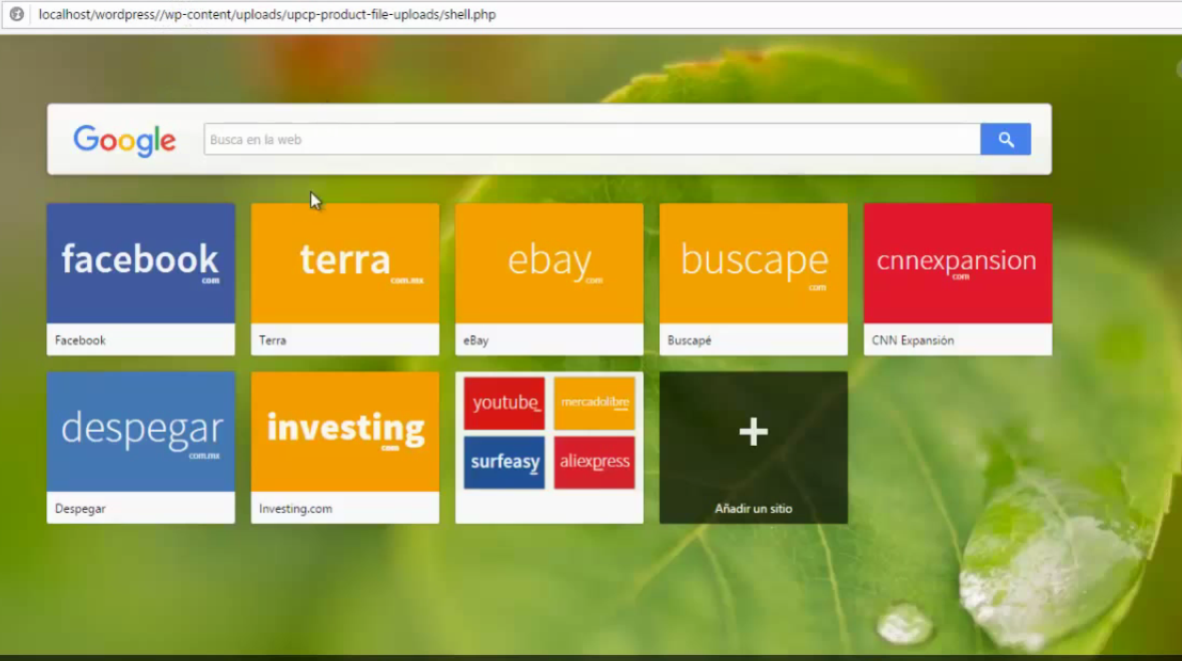 localhost/wordpress//wp-content/uploads/upcp-product-file-uploads/shell.php
Google
Busca en la web
facebook
com
Facebook
terra
com.mx
Terra
ebay
com
eBay
buscape
com
Buscapé
cnnexpansion
com
CNN Expansión
despegar
com.mx
Despegar
investing
com
Investing.com
youtube
mercadolibre
surfeasy
aliexpress
+
Añadir un sitio